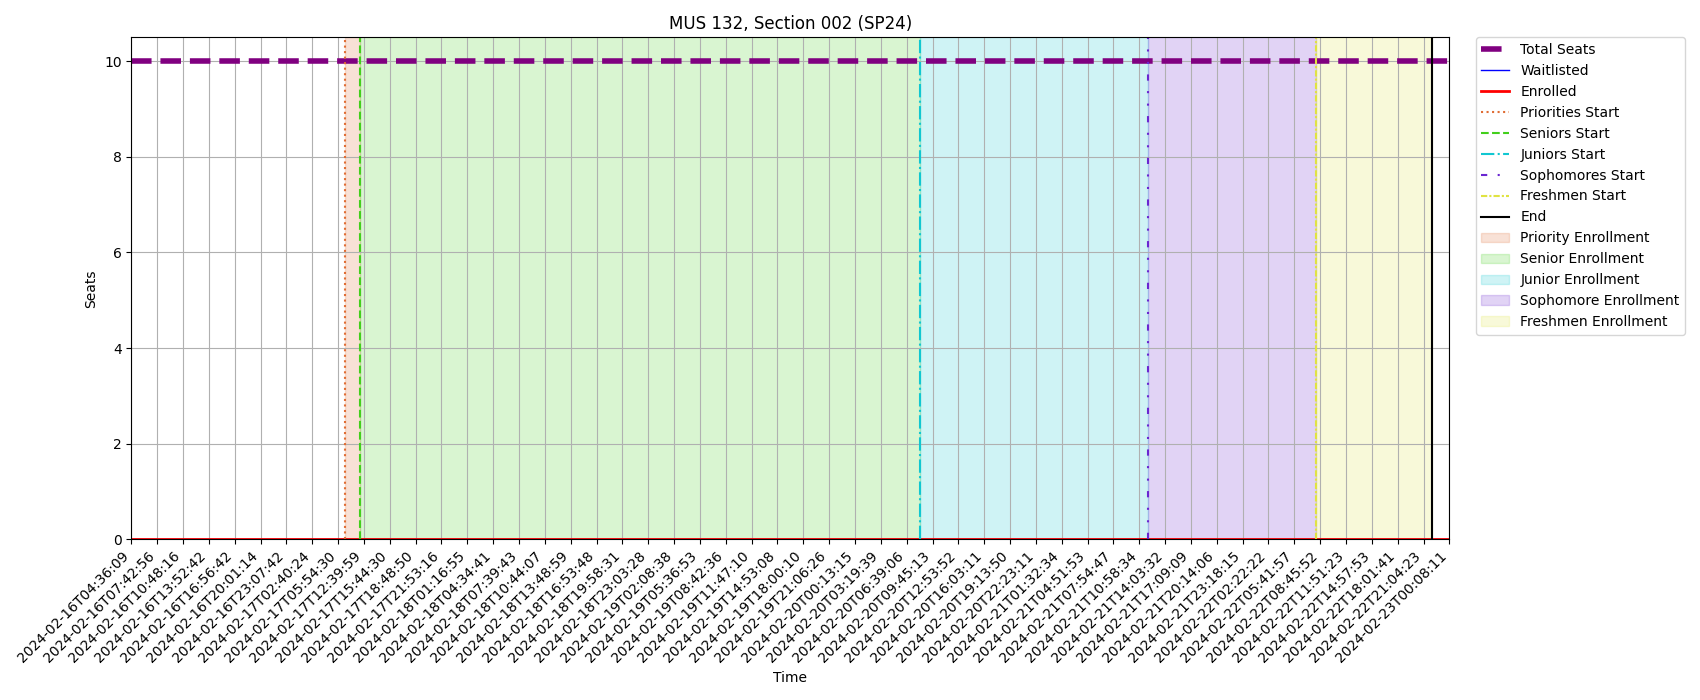 MUS 132, Section 002 (SP24)
Total Seats
Waitlisted
Enrolled
Priorities Start
Seniors Start
Juniors Start
Sophomores Start
Freshmen Start
End
Priority Enrollment
Senior Enrollment
Junior Enrollment
Sophomore Enrollment
Freshmen Enrollment
Seats
10
8
6
4
2
0
2024-02-16T04:36:09
2024-02-16T07:42:56
2024-02-16T10:48:16
2024-02-16T13:52:42
2024-02-16T16:56:42
2024-02-16T20:01:14
2024-02-16T23:07:42
2024-02-17T02:40:24
2024-02-17T05:54:30
2024-02-17T12:39:59
2024-02-17T15:44:30
2024-02-17T18:48:50
2024-02-17T21:53:16
2024-02-18T01:16:55
2024-02-18T04:34:41
2024-02-18T07:39:43
2024-02-18T10:44:07
2024-02-18T13:48:59
2024-02-18T16:53:48
2024-02-18T19:58:31
2024-02-18T23:03:28
2024-02-19T02:08:38
2024-02-19T05:36:53
2024-02-19T08:42:36
2024-02-19T11:47:10
2024-02-19T14:53:08
2024-02-19T18:00:10
2024-02-19T21:06:26
2024-02-20T00:13:15
2024-02-20T03:19:39
2024-02-20T06:39:06
2024-02-20T09:45:13
2024-02-20T12:53:52
2024-02-20T16:03:11
2024-02-20T19:13:50
2024-02-20T22:23:11
2024-02-21T01:32:34
2024-02-21T04:51:53
2024-02-21T07:54:47
2024-02-21T10:58:34
2024-02-21T14:03:32
2024-02-21T17:09:09
2024-02-21T20:14:06
2024-02-21T23:18:15
2024-02-22T02:22:22
2024-02-22T05:41:57
2024-02-22T08:45:52
2024-02-22T11:51:23
2024-02-22T14:57:53
2024-02-22T18:01:41
2024-02-22T21:04:23
2024-02-23T00:08:11
Time